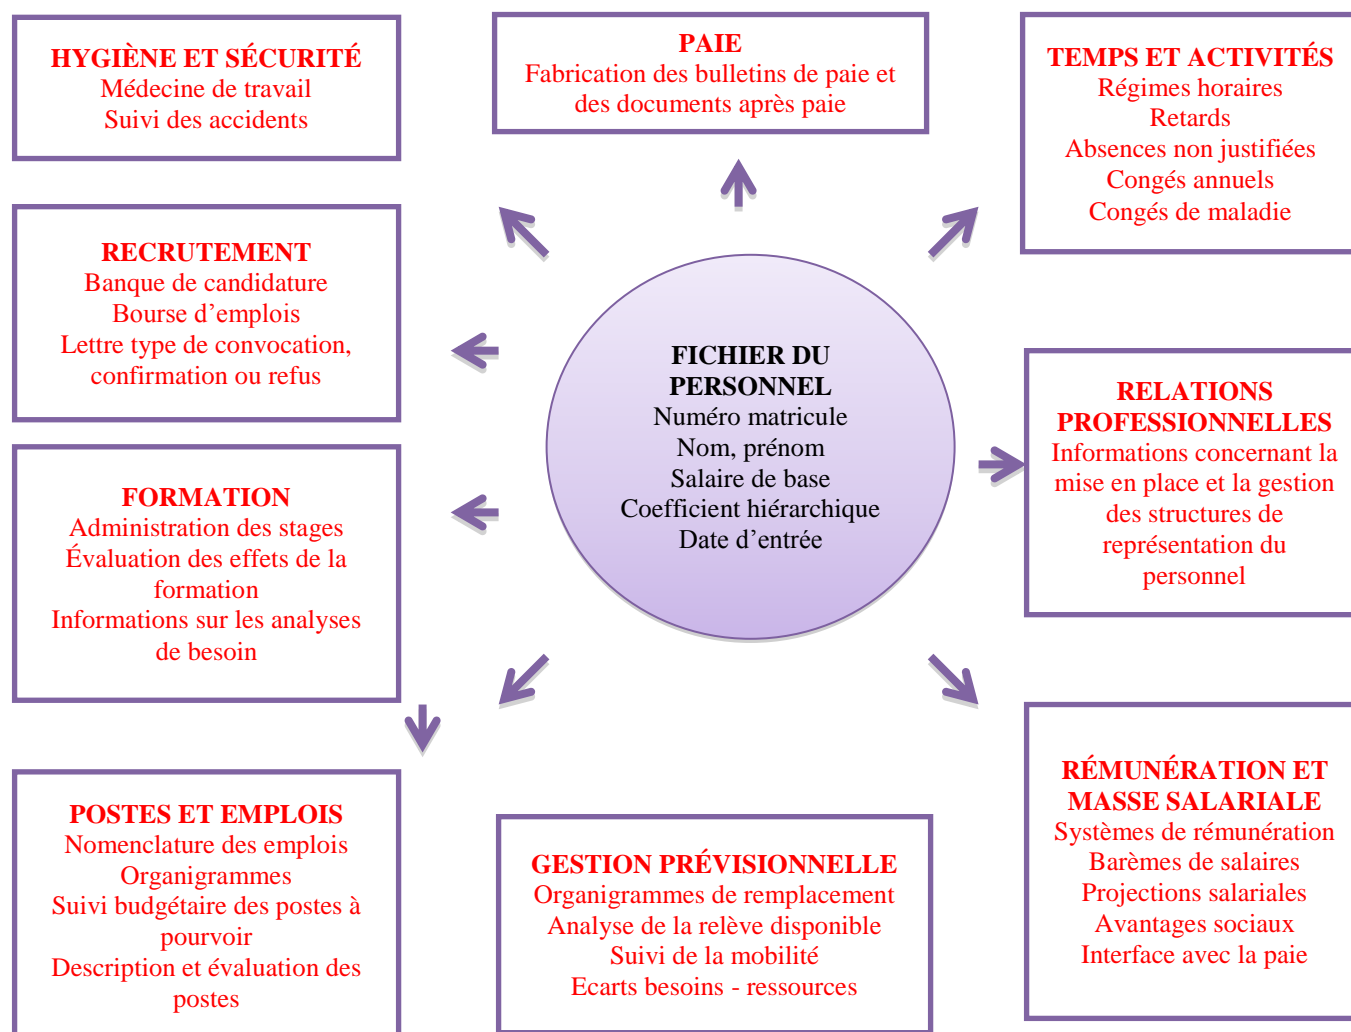 HYGIÈNE ET SÉCURITÉ
Médecine de travail
Suivi des accidents
PAIE
Fabrication des bulletins de paie et
des documents après paie
TEMPS ET ACTIVITÉS
Régimes horaires
Retards
Absences non justifiées
Congés annuels
Congés de maladie
RECRUTEMENT
Banque de candidature
Bourse d’emplois
Lettre type de convocation,
confirmation ou refus
FICHIER DU
PERSONNEL
Numéro matricule
Nom, prénom
Salaire de base
Coefficient hiérarchique
Date d’entrée
RELATIONS
PROFESSIONNELLES
Informations concernant la
mise en place et la gestion
des structures de
représentation du
personnel
FORMATION
Administration des stages
Évaluation des effets de la
formation
Informations sur les analyses
de besoin
POSTES ET EMPLOIS
Nomenclature des emplois
Organigrammes
Suivi budgétaire des postes à
pourvoir
Description et évaluation des
postes
GESTION PRÉVISIONNELLE
Organigrammes de remplacement
Analyse de la relève disponible
Suivi de la mobilité
Ecarts besoins - ressources
RÉMUNÉRATION ET
MASSE SALARIALE
Systèmes de rémunération
Barèmes de salaires
Projections salariales
Avantages sociaux
Interface avec la paie